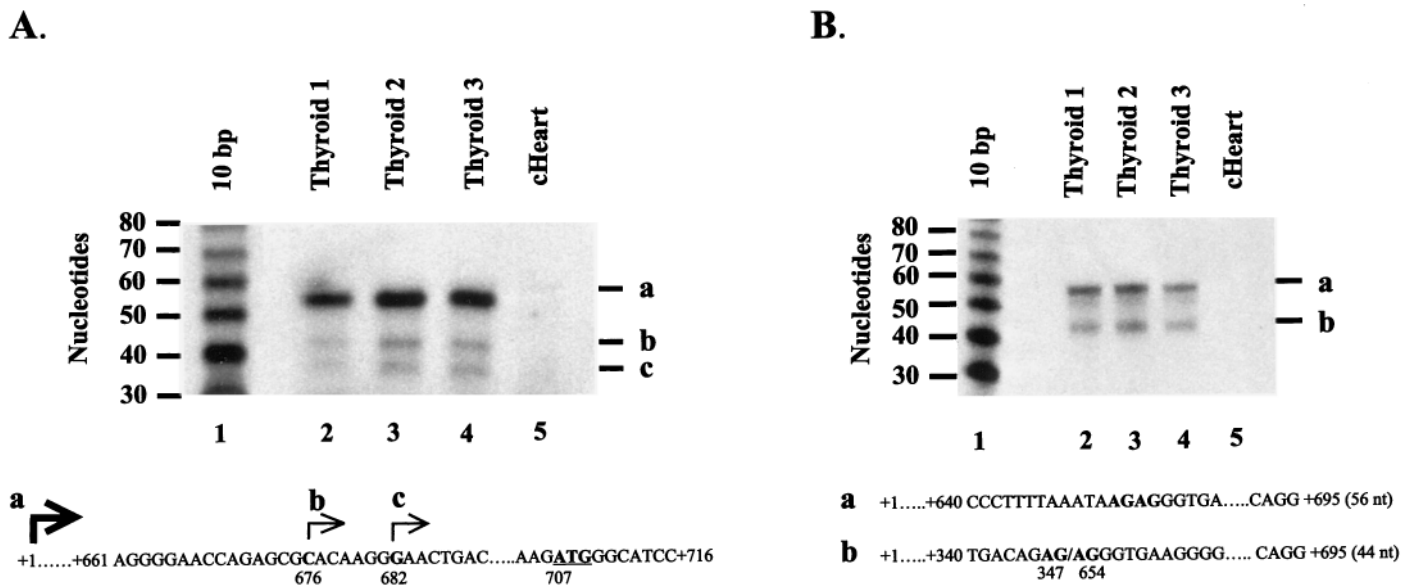 A.
10 bp
Thyroid 1
Thyroid 2
Thyroid 3
cHeart
Nucleotides
80
70
60
50
40
30
a
b
c
1 2 3 4 5
a b c
+1......+661 AGGGGAACCAGAGCGCACAAGGGAACTGAC.....AAGATGGGCATCC+716
676 682 707
B.
10 bp
Thyroid 1
Thyroid 2
Thyroid 3
cHeart
Nucleotides
80
70
60
50
40
30
a
b
1 2 3 4 5
a +1.....+640 CCCTTTTAAATAAGAGGGTGA.....CAGG +695 (56 nt)
b +1.....+340 TGACAGAG/AGGGTGAAGGGG..... CAGG +695 (44 nt)
347 654